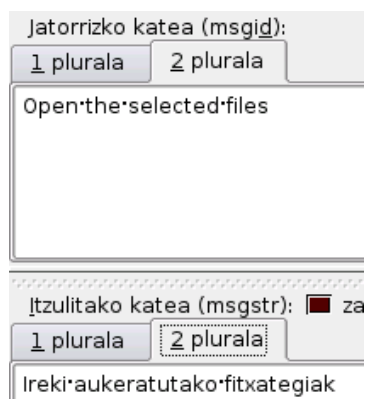 Jatorrizko katea (msgid):
1 plurala 2 plurala
Open·the·selected·files
Itzulitako katea (msgstr): za
1 plurala 2 plurala
Ireki·aukeratutako·fitxategiak